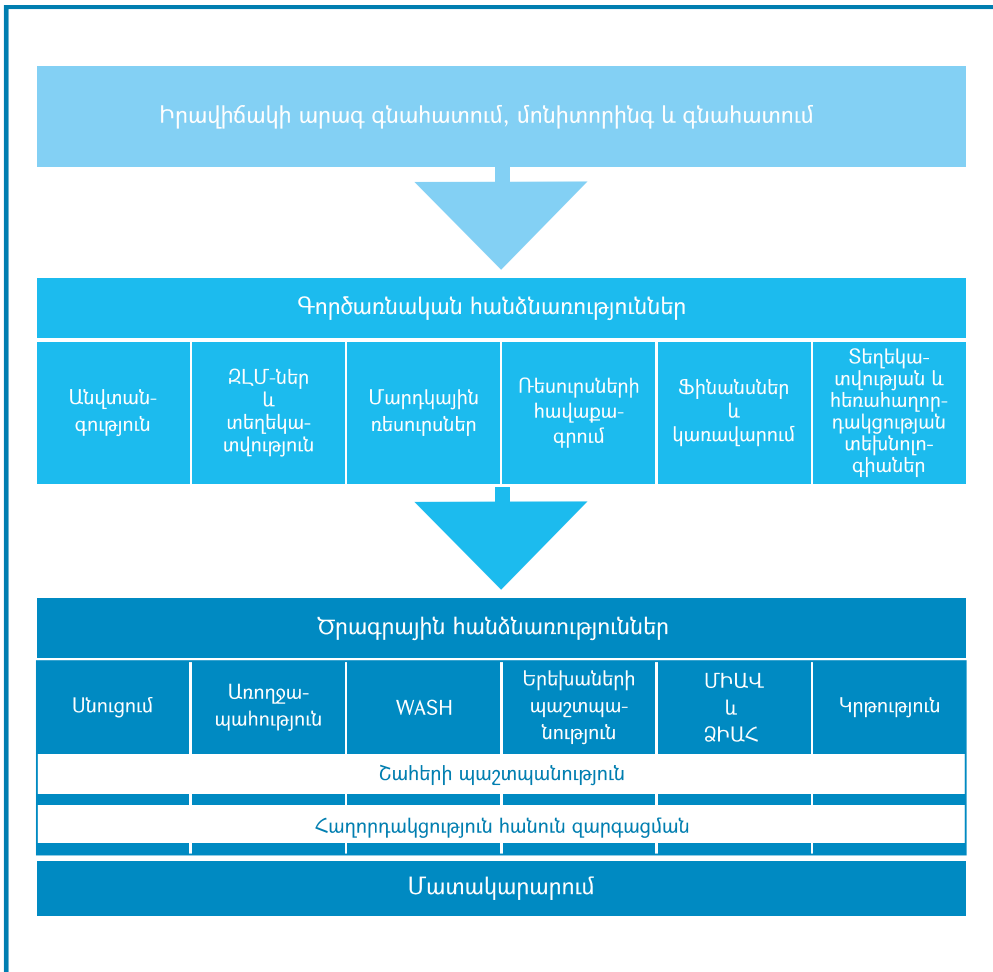 Իրավիճակի արագ գնահատում, մոնիտորինգ և գնահատում
Գործառնական հանձնառություններ
Անվտան-
գություն
ԶԼՄ-ներ
և
տեղեկա-
տվություն
Մարդկային
ռեսուրսներ
Ռեսուրսների
հավաքա-
գրում
Ֆինանսներ
և
կառավարում
Տեղեկա-
տվության և
հեռահաղոր-
դակցության
տեխնոլո-
գիաներ
Ծրագրային հանձնառություններ
Սնուցում
Առողջա-
պահություն
WASH
Երեխաների
պաշտպա-
նություն
ՄԻԱՎ
և
ՁԻԱՀ
Կրթություն
Շահերի պաշտպանություն
Հաղորդակցություն հանուն զարգացման
Մատակարարում